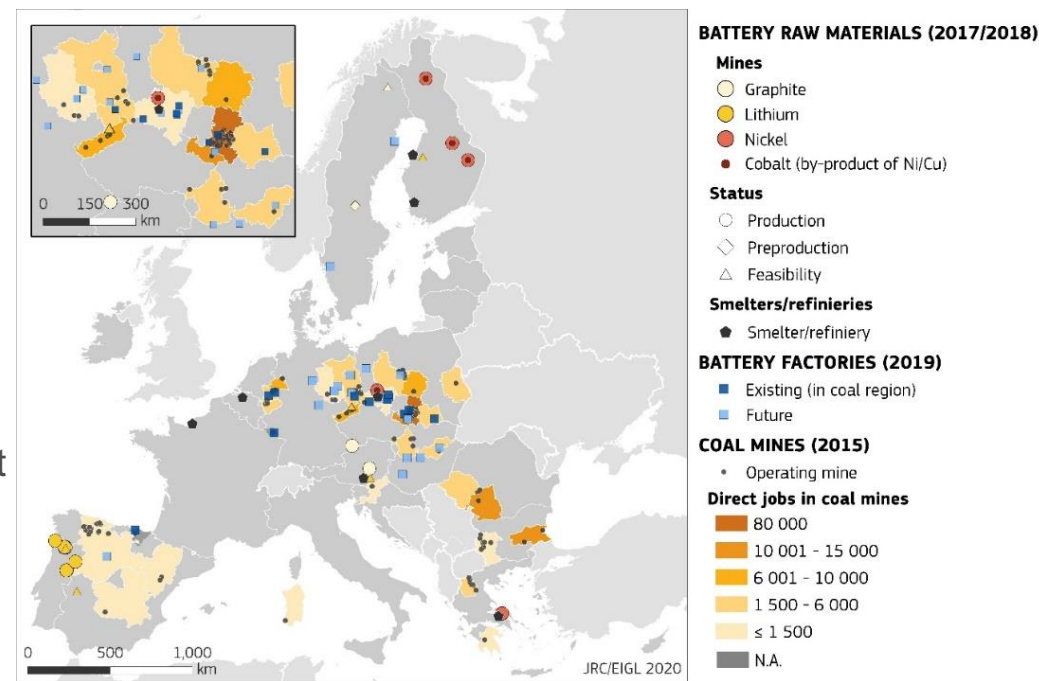 0 150 300
km
t
0 500 1,000
km
JRC/EIGL 2020
BATTERY RAW MATERIALS (2017/2018)
Mines
Graphite
Lithium
Nickel
Cobalt (by-product of Ni/Cu)
Status
Production
Preproduction
Feasibility
Smelters/refinieries
Smelter/refiniery
BATTERY FACTORIES (2019)
Existing (in coal region)
Future
COAL MINES (2015)
Operating mine
Direct jobs in coal mines
80 000
10 001 - 15 000
6 001 - 10 000
1 500 - 6 000
≤ 1 500
N.A.